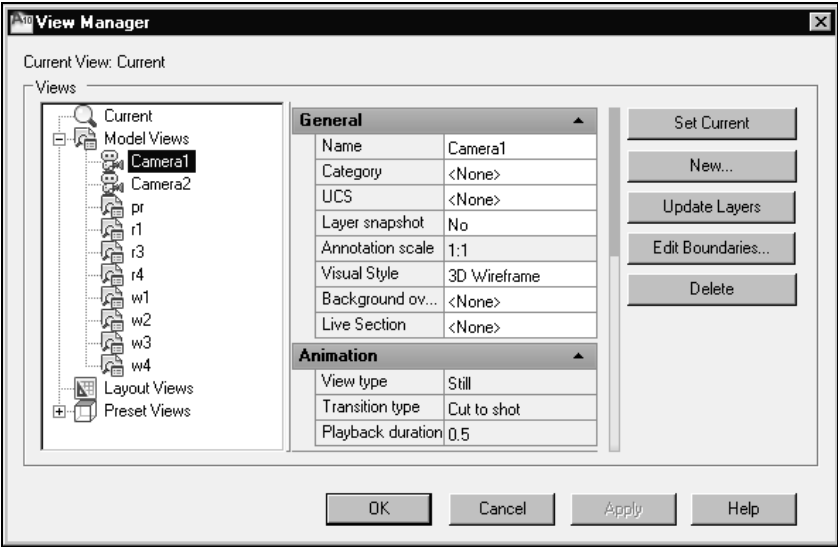 A10 View Manager
Current View: Current
Views
Current
Model Views
Camera1
Camera2
pr
r1
r3
r4
w1
w2
w3
w4
Layout Views
Preset Views
General
Name Camera1
Category <None>
UCS <None>
Layer snapshot No
Annotation scale 1:1
Visual Style 3D Wireframe
Background ov... <None>
Live Section <None>
Animation
View type Still
Transition type Cut to shot
Playback duration 0.5
Set Current
New...
Update Layers
Edit Boundaries...
Delete
OK Cancel Apply Help